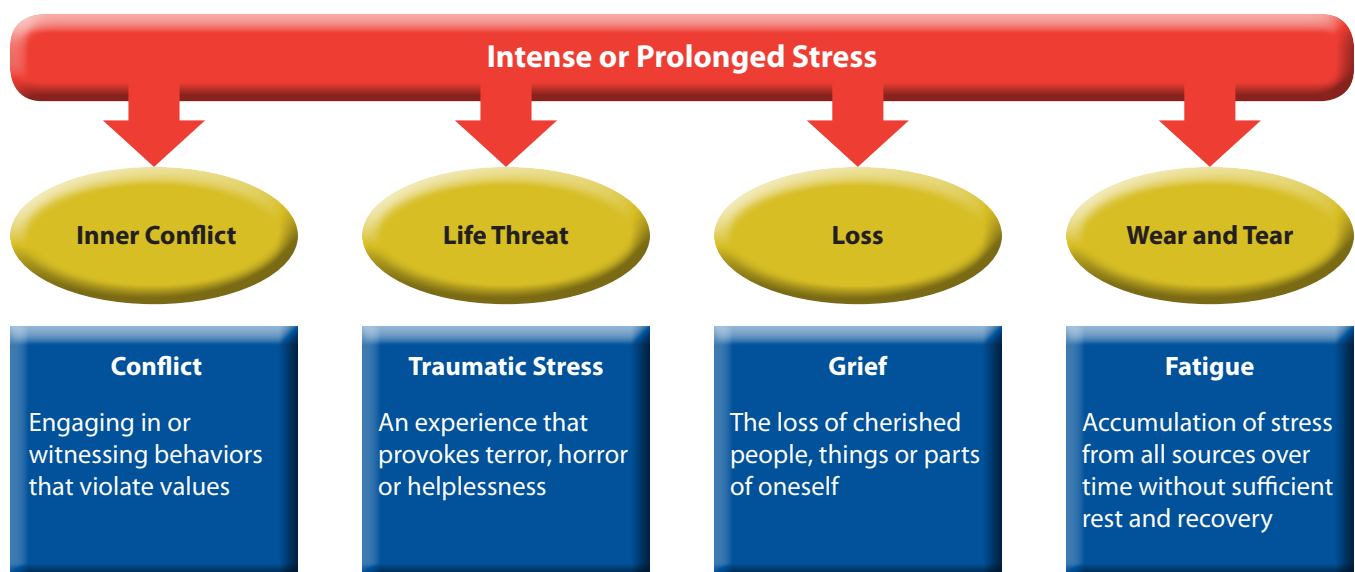 Intense or Prolonged Stress
Inner Conflict
Life Threat
Loss
Wear and Tear
Conflict
Engaging in or
witnessing behaviors
that violate values
Traumatic Stress
An experience that
provokes terror, horror
or helplessness
Grief
The loss of cherished
people, things or parts
of oneself
Fatigue
Accumulation of stress
from all sources over
time without sufficient
rest and recovery